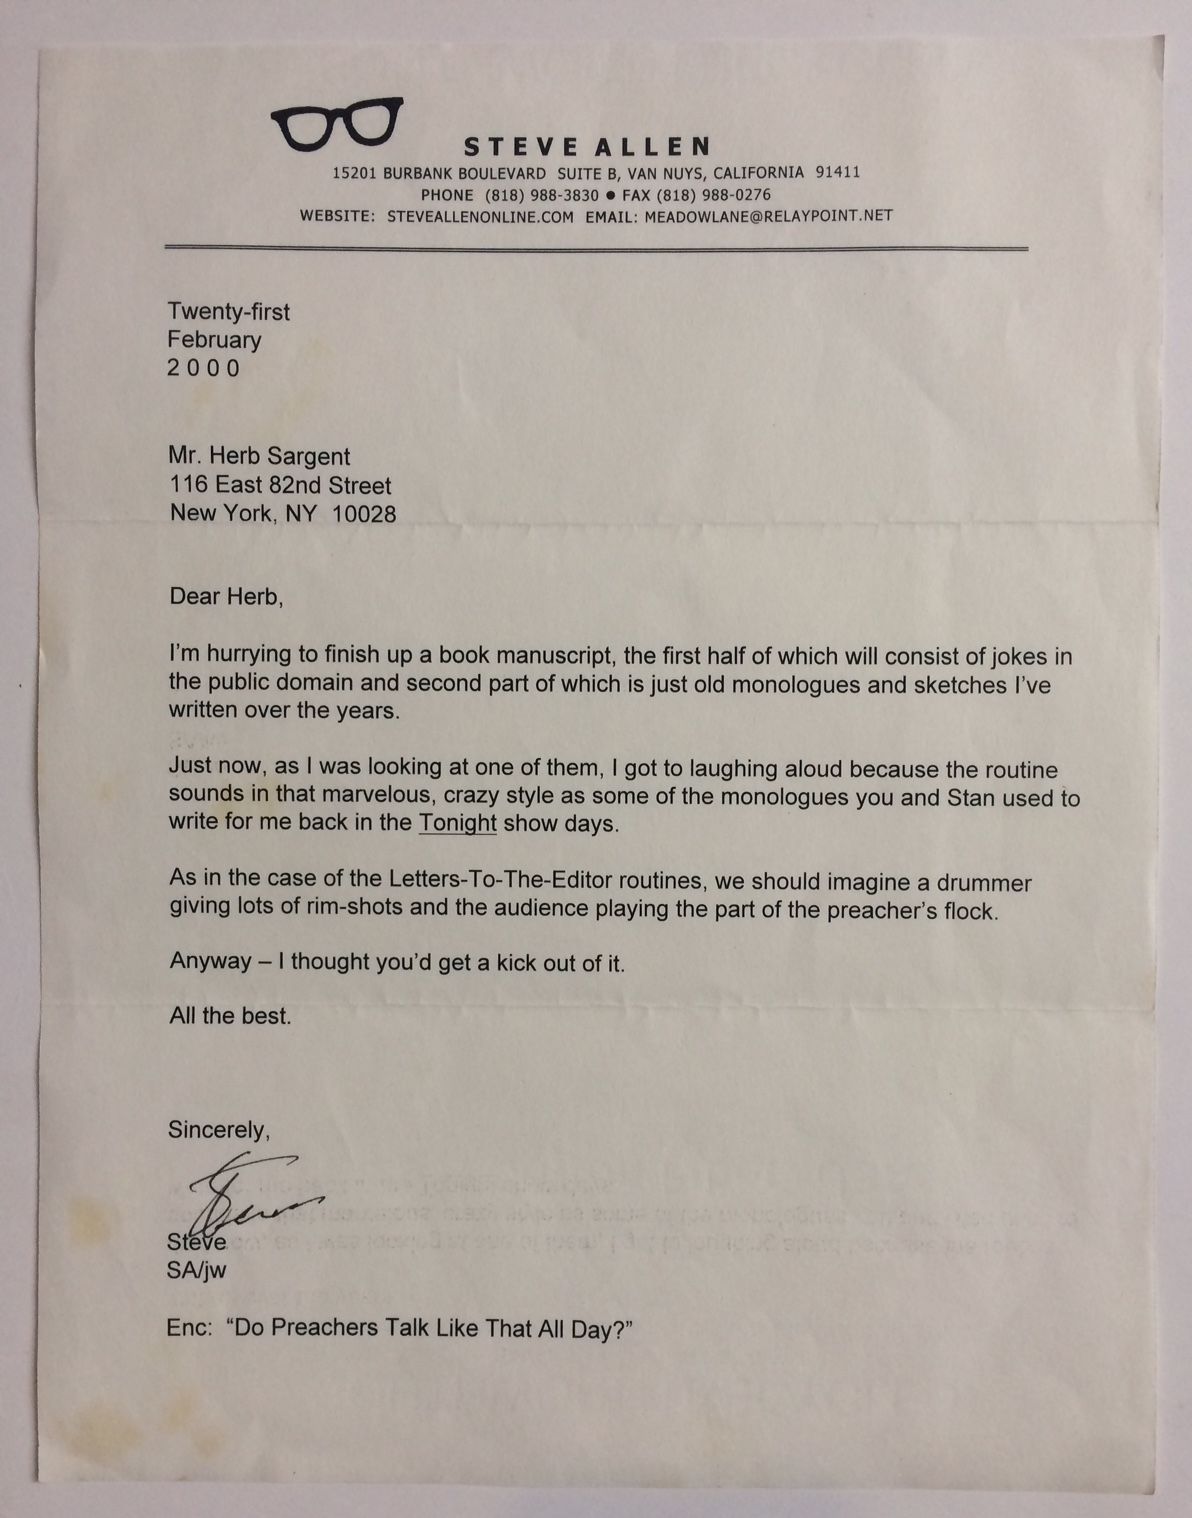 STEVE ALLEN
15201 BURBANK BOULEVARD SUITE B, VAN NUYS, CALIFORNIA 91411
PHONE (818) 988-3830 ● FAX (818) 988-0276
WEBSITE: STEVEALLENONLINE.COM EMAIL: MEADOWLANE@RELAYPOINT.NET
Twenty-first
February
2 0 0 0
Mr. Herb Sargent
116 East 82nd Street
New York, NY 10028
Dear Herb,
I'm hurrying to finish up a book manuscript, the first half of which will consist of jokes in
the public domain and second part of which is just old monologues and sketches I've
written over the years.
Just now, as I was looking at one of them, I got to laughing aloud because the routine
sounds in that marvelous, crazy style as some of the monologues you and Stan used to
write for me back in the Tonight show days.
As in the case of the Letters-To-The-Editor routines, we should imagine a drummer
giving lots of rim-shots and the audience playing the part of the preacher's flock.
Anyway – I thought you'd get a kick out of it.
All the best.
Sincerely,
Steve
Steve
SA/jw
Enc: “Do Preachers Talk Like That All Day?”